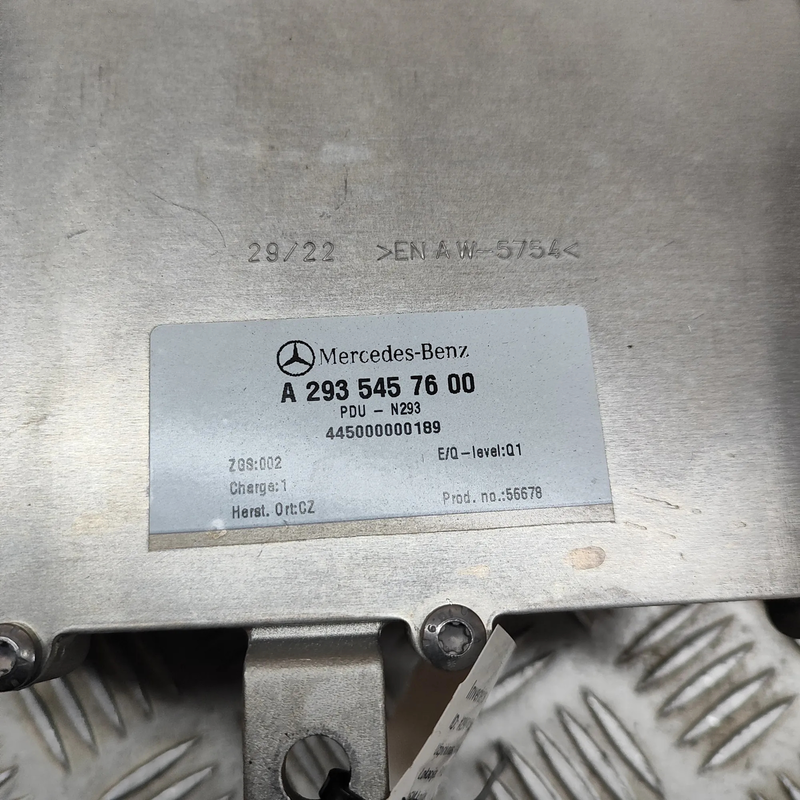 29/22 >EN AW-5754<
Mercedes-Benz
A 293 545 76 00
PDU - N293
445000000189
ZGS:002 E/Q-level:Q1
Charge:1
Herst. Ort:CZ Prod. no.:56678